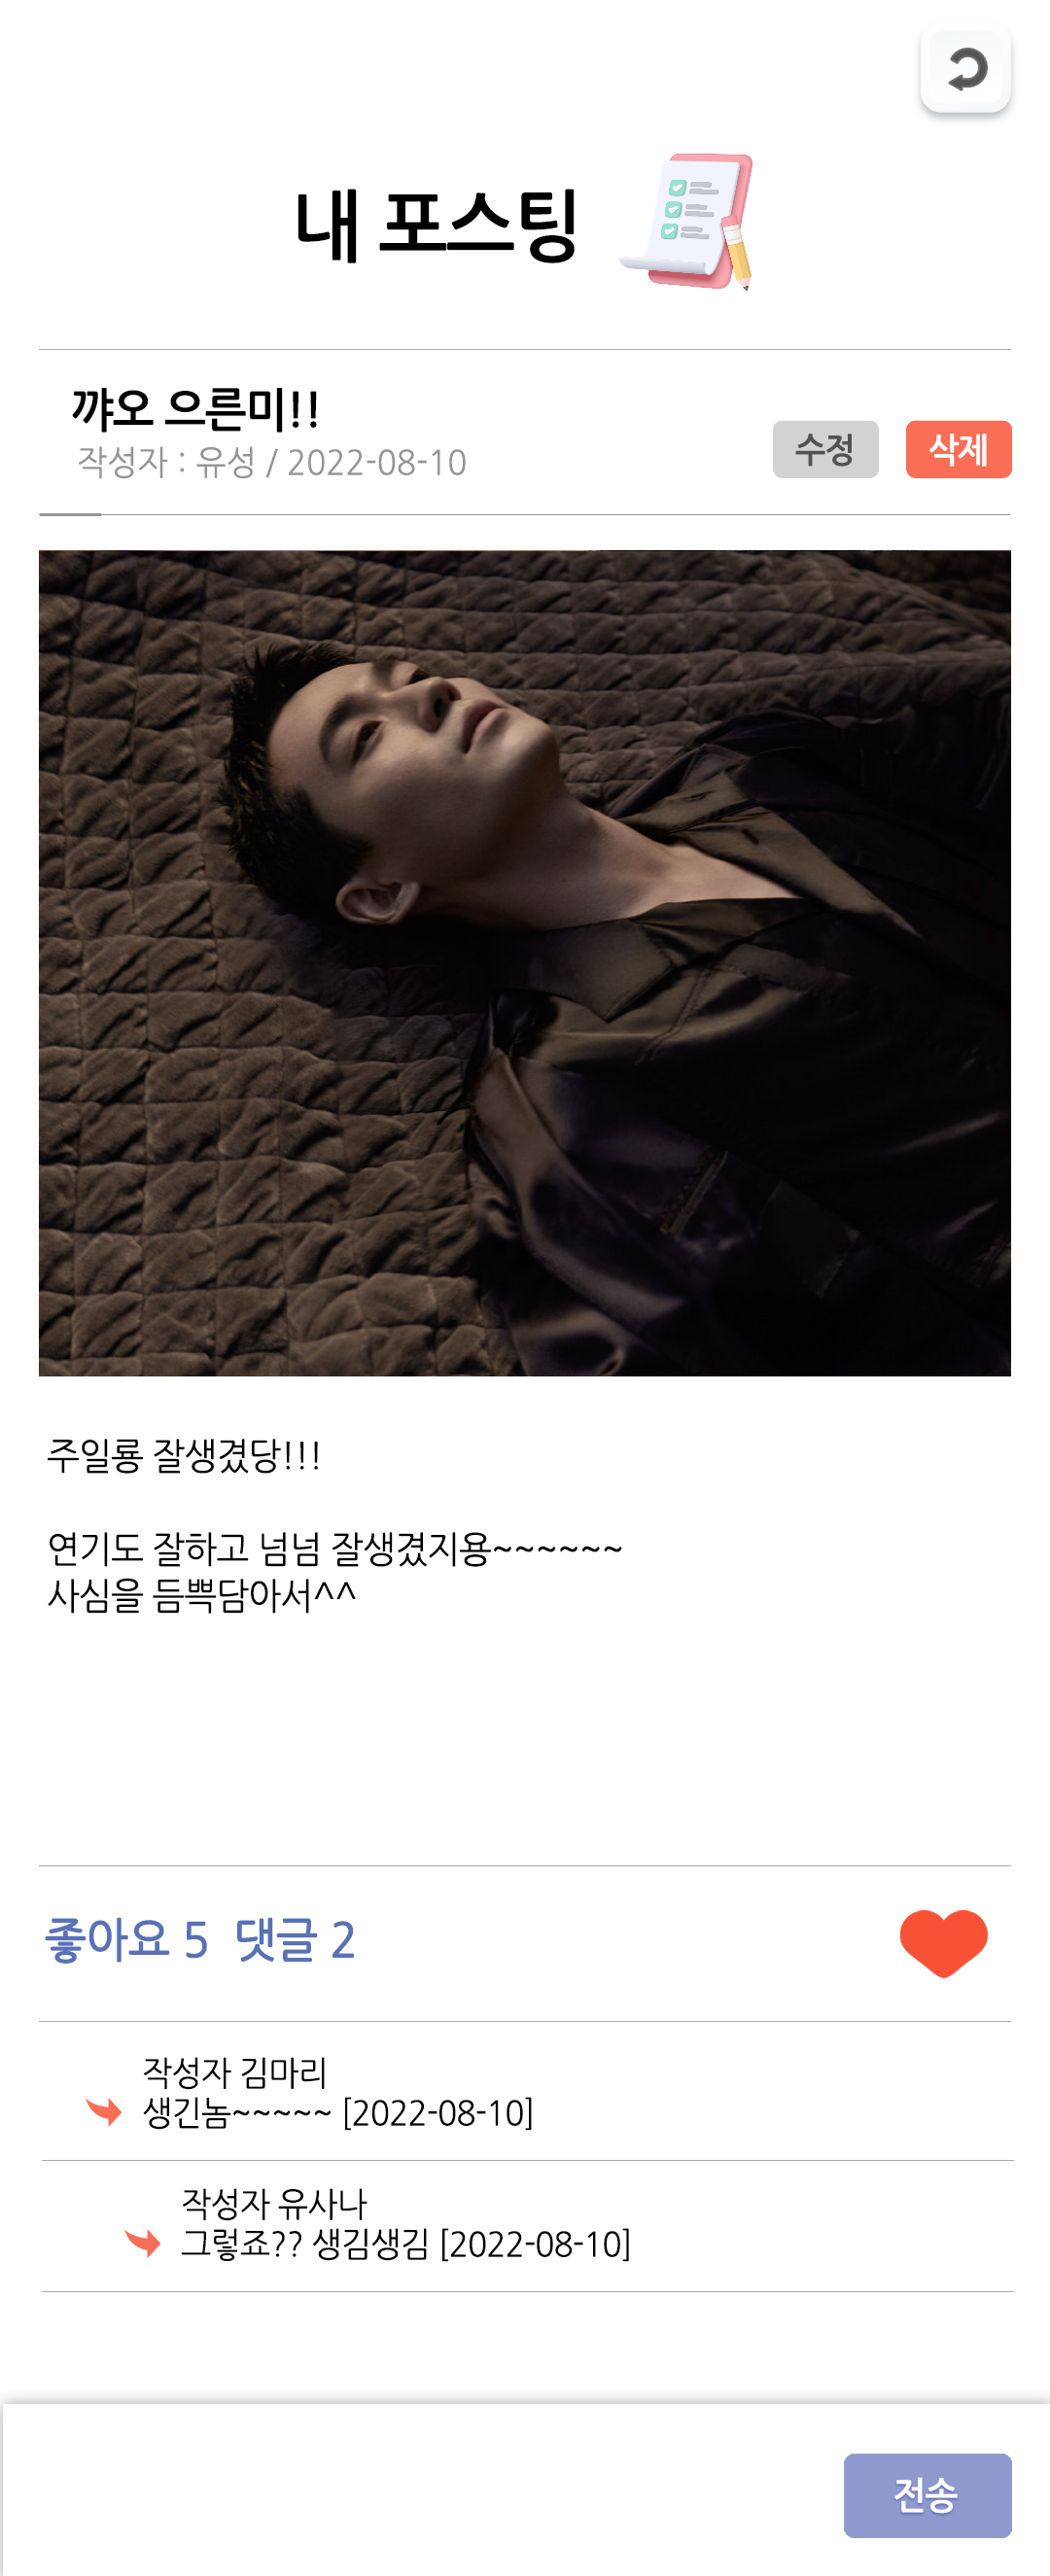 내 포스팅
꺄오 으른미!!
작성자 : 유성 / 2022-08-10
수정
삭제
주일룡 잘생겼당!!!
연기도 잘하고 넘넘 잘생겼지용~~~~~~
사심을 듬쁙담아서^^
좋아요 5 댓글 2
작성자 김마리
생긴놈~~~~~ [2022-08-10]
작성자 유사나
그렇죠?? 생김생김 [2022-08-10]
전송